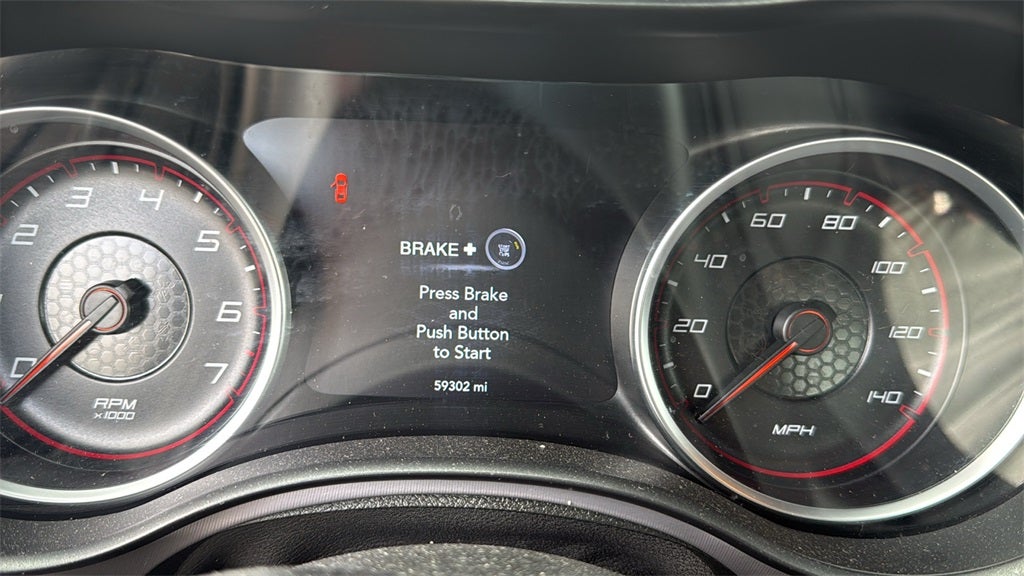 2
3
4
5
6
7
0
RPM
x1000
BRAKE +
START
Press Brake
and
Push Button
to Start
59302 mi
0
20
40
60
80
100
120
140
MPH